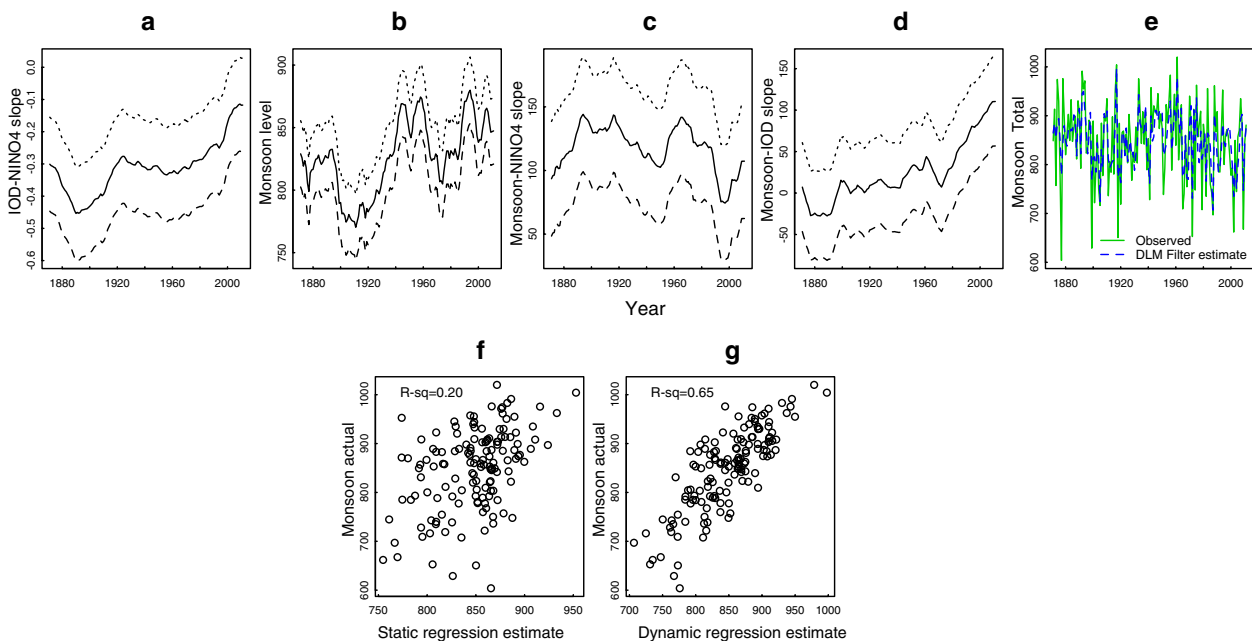 a
b
c
d
e
IOD-NINO4 slope
0.0
-0.1
-0.2
-0.3
-0.4
-0.5
-0.6
1880 1920 1960 2000
Monsoon level
900
850
800
750
1880 1920 1960 2000
Monsoon-NINO4 slope
150
100
50
1880 1920 1960 2000
Monsoon-IOD slope
150
100
50
0
-50
1880 1920 1960 2000
Monsoon Total
1000
900
800
700
600
Observed
DLM Filter estimate
1880 1920 1960 2000
Year
f
g
Monsoon actual
1000
900
800
700
600
R-sq=0.20
750 800 850 900 950
Static regression estimate
Monsoon actual
1000
900
800
700
600
R-sq=0.65
700 750 800 850 900 950 1000
Dynamic regression estimate